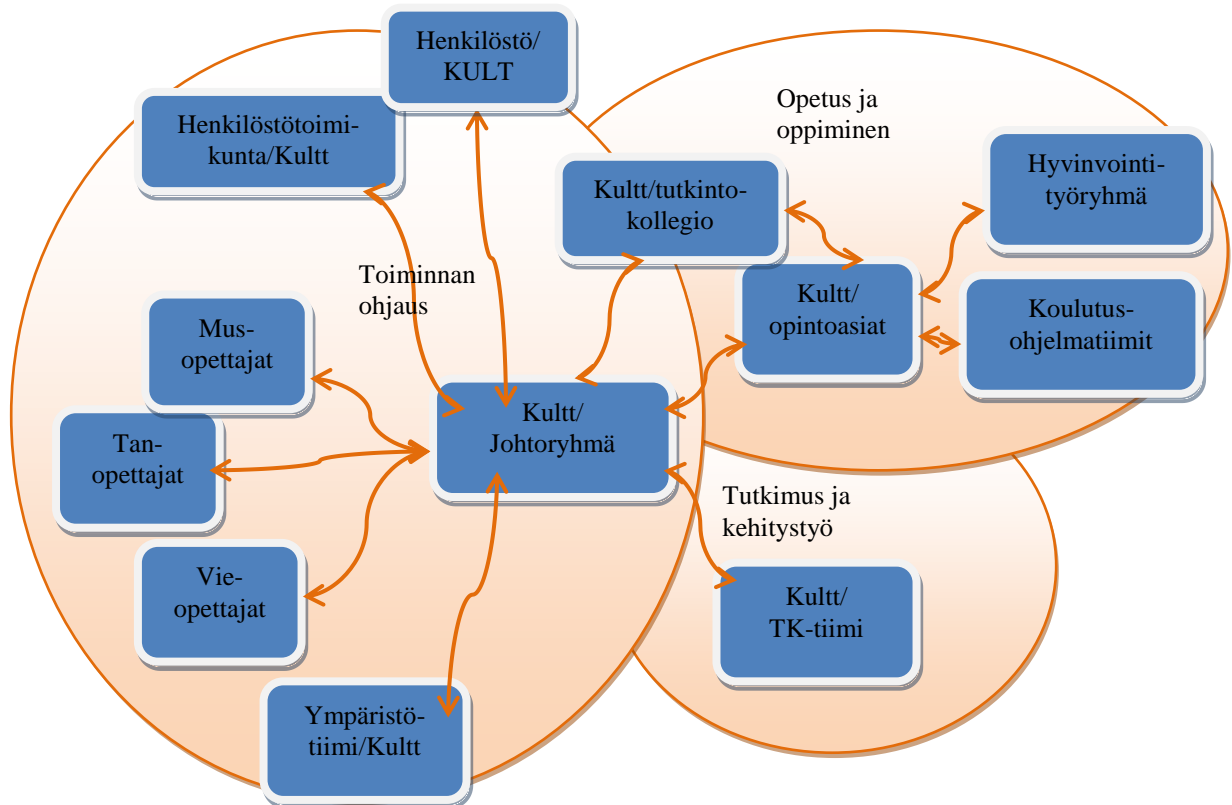 Henkilöstö/
KULT
Henkilöstötoimi-
kunta/Kultt
Opetus ja
oppiminen
Kultt/tutkinto-
kollegio
Hyvinvointi-
työryhmä
Toiminnan
ohjaus
Kultt/
opintoasiat
Koulutus-
ohjelmatiimit
Mus-
opettajat
Kultt/
Johtoryhmä
Tan-
opettajat
Tutkimus ja
kehitystyö
Vie-
opettajat
Kultt/
TK-tiimi
Ympäristö-
tiimi/Kultt